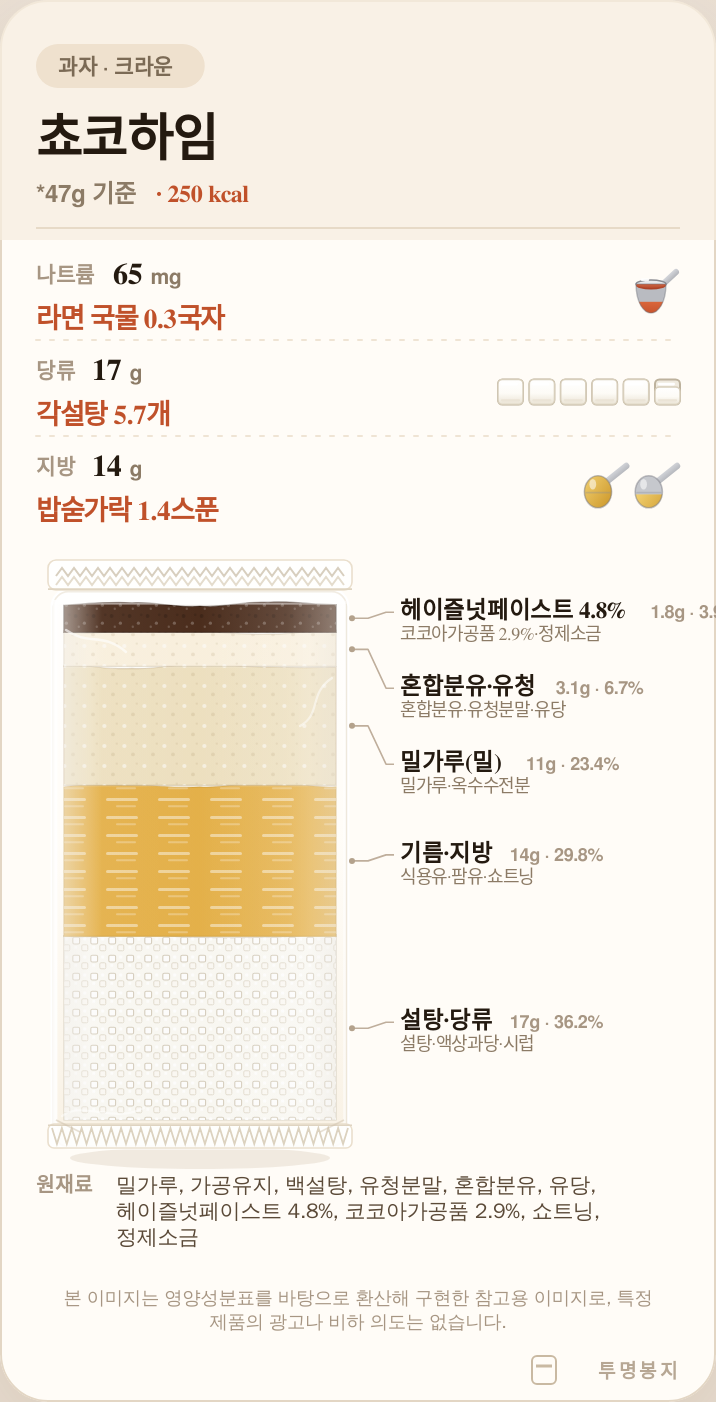 과자 · 크라운
쵸코하임
*47g 기준 · 250 kcal
나트륨 65 mg
라면 국물 0.3국자
당류 17 g
각설탕 5.7개
지방 14 g
밥숟가락 1.4스푼
헤이즐넛페이스트 4.8% 1.8g · 3.9
코코아가공품 2.9%·정제소금
혼합분유·유청 3.1g · 6.7%
혼합분유·유청분말·유당
밀가루(밀) 11g · 23.4%
밀가루·옥수수전분
기름·지방 14g · 29.8%
식용유·팜유·쇼트닝
설탕·당류 17g · 36.2%
설탕·액상과당·시럽
원재료 밀가루, 가공유지, 백설탕, 유청분말, 혼합분유, 유당,
헤이즐넛페이스트 4.8%, 코코아가공품 2.9%, 쇼트닝,
정제소금
본 이미지는 영양성분표를 바탕으로 환산해 구현한 참고용 이미지로, 특정
제품의 광고나 비하 의도는 없습니다.
투명봉지